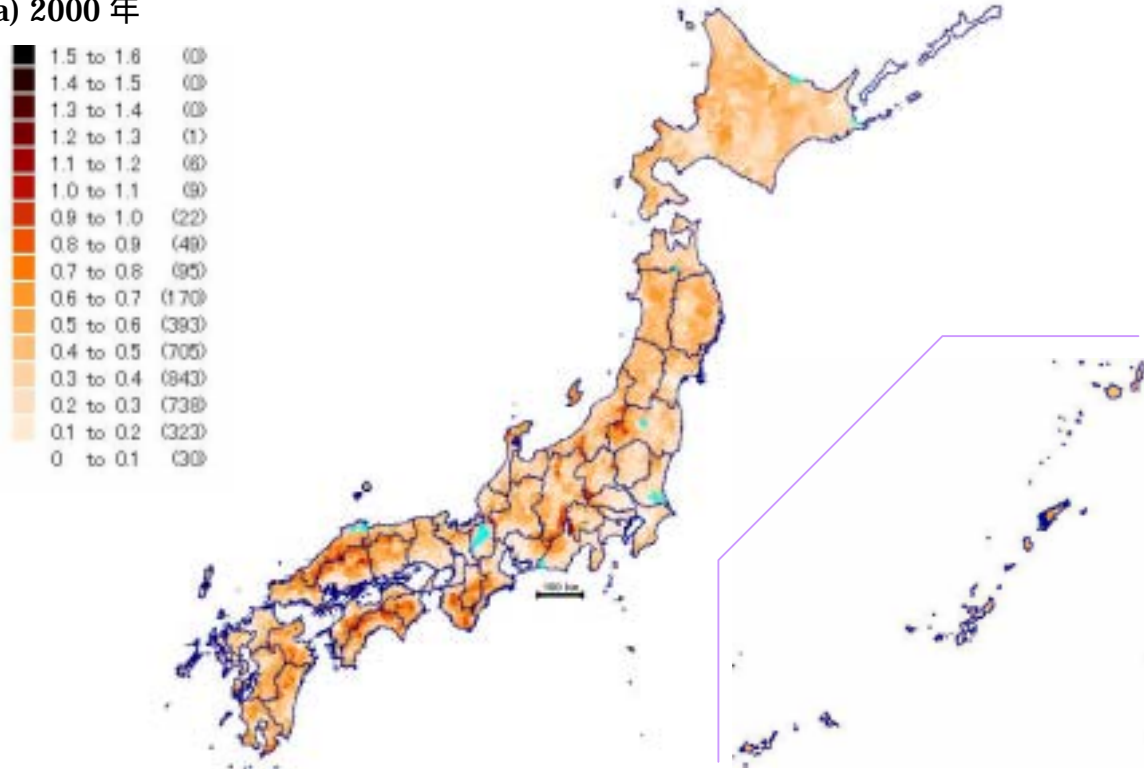 a) 2000 年
1.5 to 1.6 (0)
1.4 to 1.5 (0)
1.3 to 1.4 (0)
1.2 to 1.3 (1)
1.1 to 1.2 (6)
1.0 to 1.1 (9)
0.9 to 1.0 (22)
0.8 to 0.9 (49)
0.7 to 0.8 (95)
0.6 to 0.7 (170)
0.5 to 0.6 (393)
0.4 to 0.5 (705)
0.3 to 0.4 (843)
0.2 to 0.3 (738)
0.1 to 0.2 (323)
0 to 0.1 (30)
km